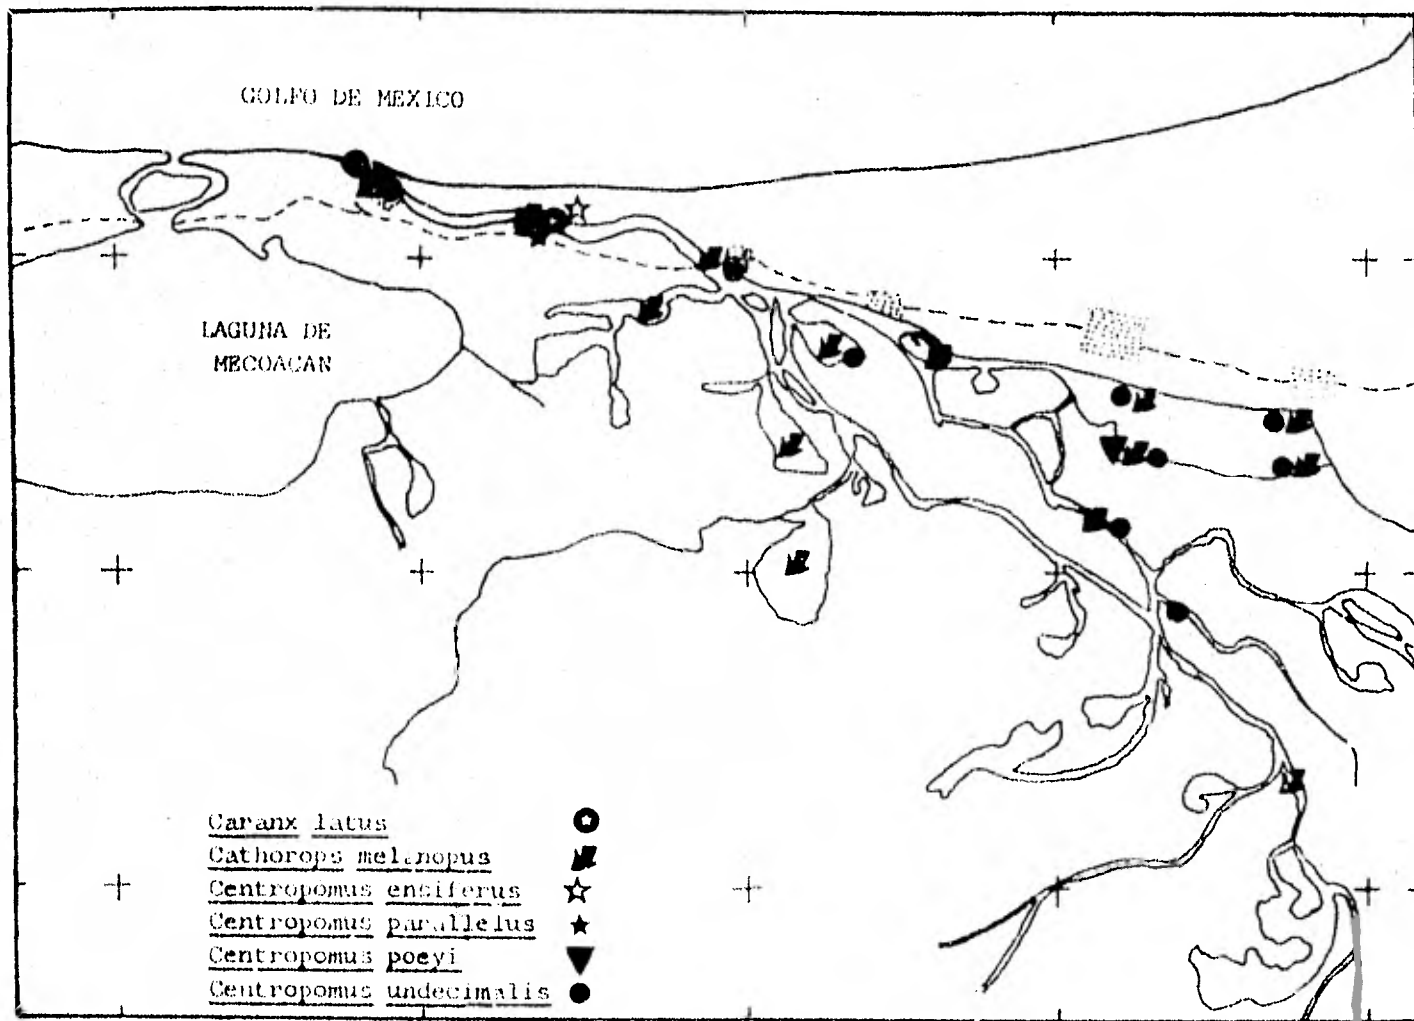 GOLFO DE MEXICO
LAGUNA DE
MECOACAN
Caranx latus
Cathorops melanopus
Centropomus ensiferus
Centropomus parallelus
Centropomus poeyi
Centropomus undecimalis